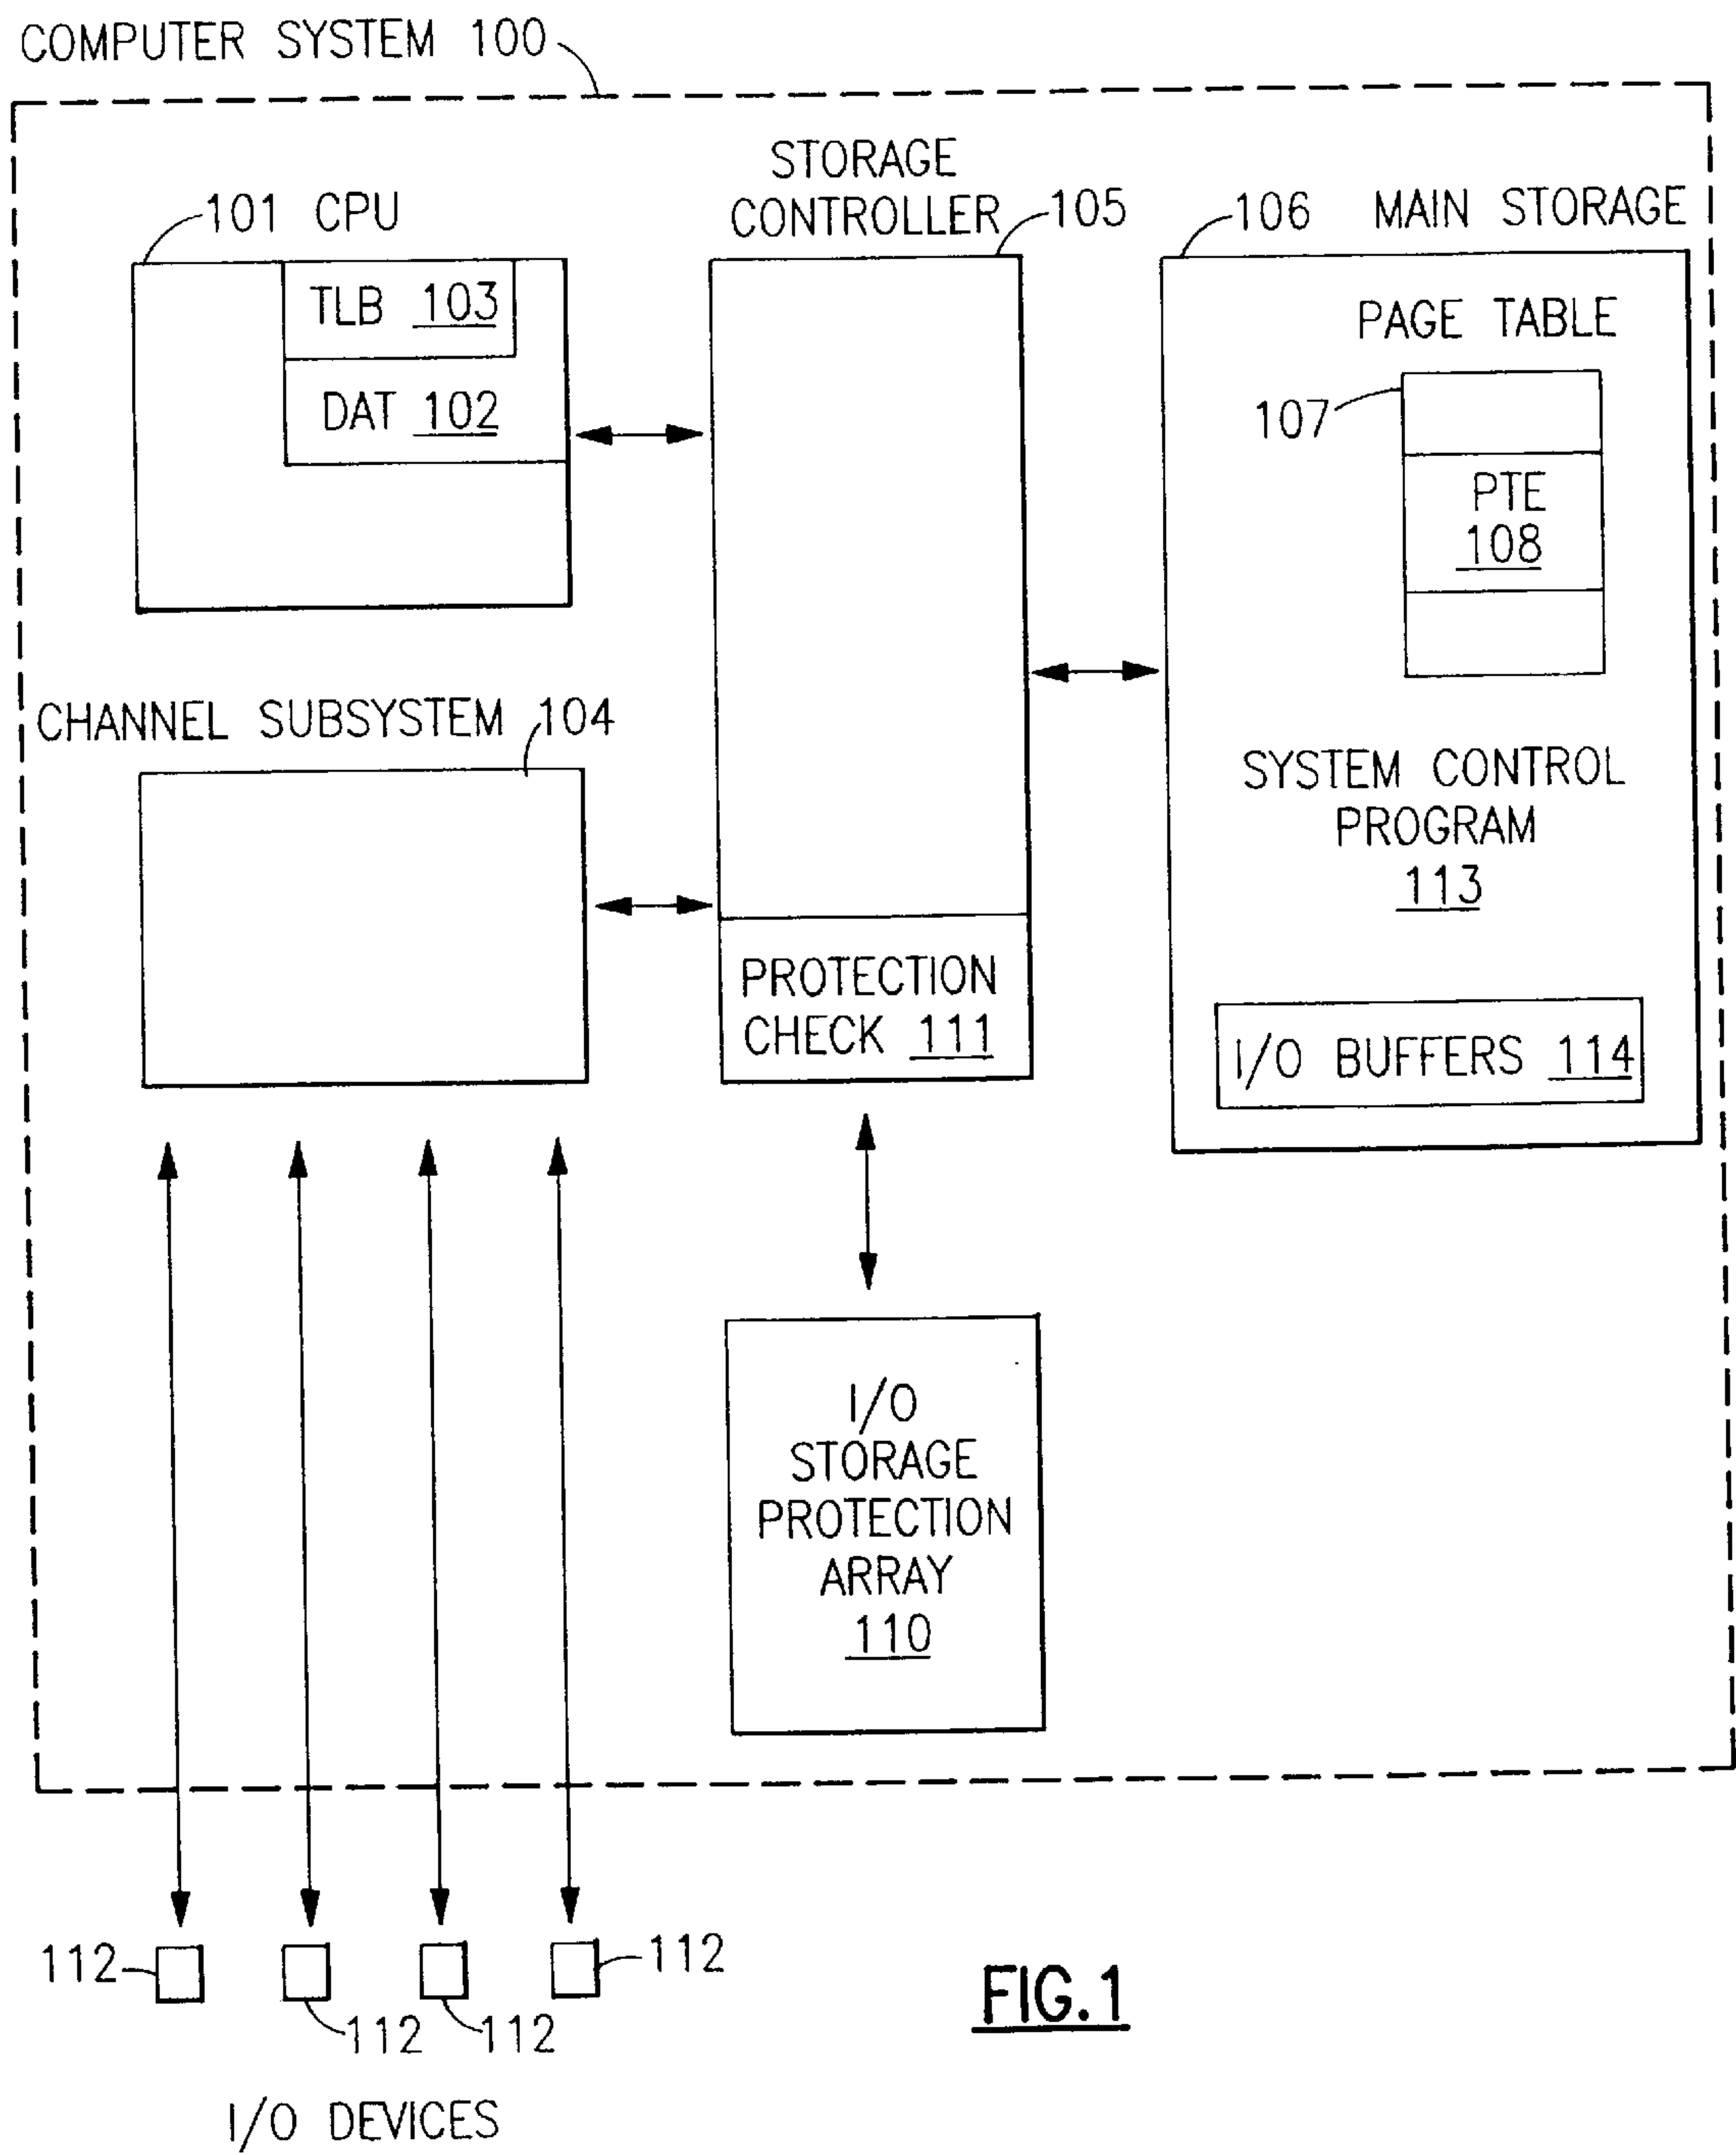 COMPUTER SYSTEM 100
101 CPU
TLB 103
DAT 102
STORAGE
CONTROLLER 105
106 MAIN STORAGE
PAGE TABLE
107
PTE
108
CHANNEL SUBSYSTEM 104
SYSTEM CONTROL
PROGRAM
113
PROTECTION
CHECK 111
I/O BUFFERS 114
I/O
STORAGE
PROTECTION
ARRAY
110
112
112
112
112
I/O DEVICES
FIG.1